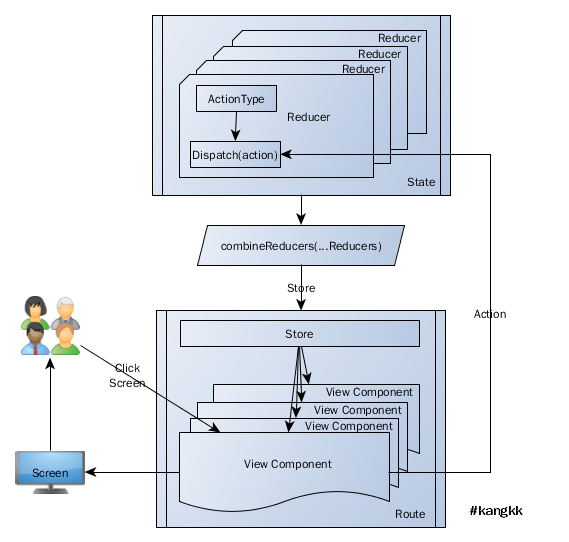 Reducer
Reducer
Reducer
ActionType
Reducer
Dispatch(action)
State
combineReducers(...Reducers)
Store
Action
Store
Click
Screen
View Component
View Component
View Component
View Component
Screen
Route
#kangkk